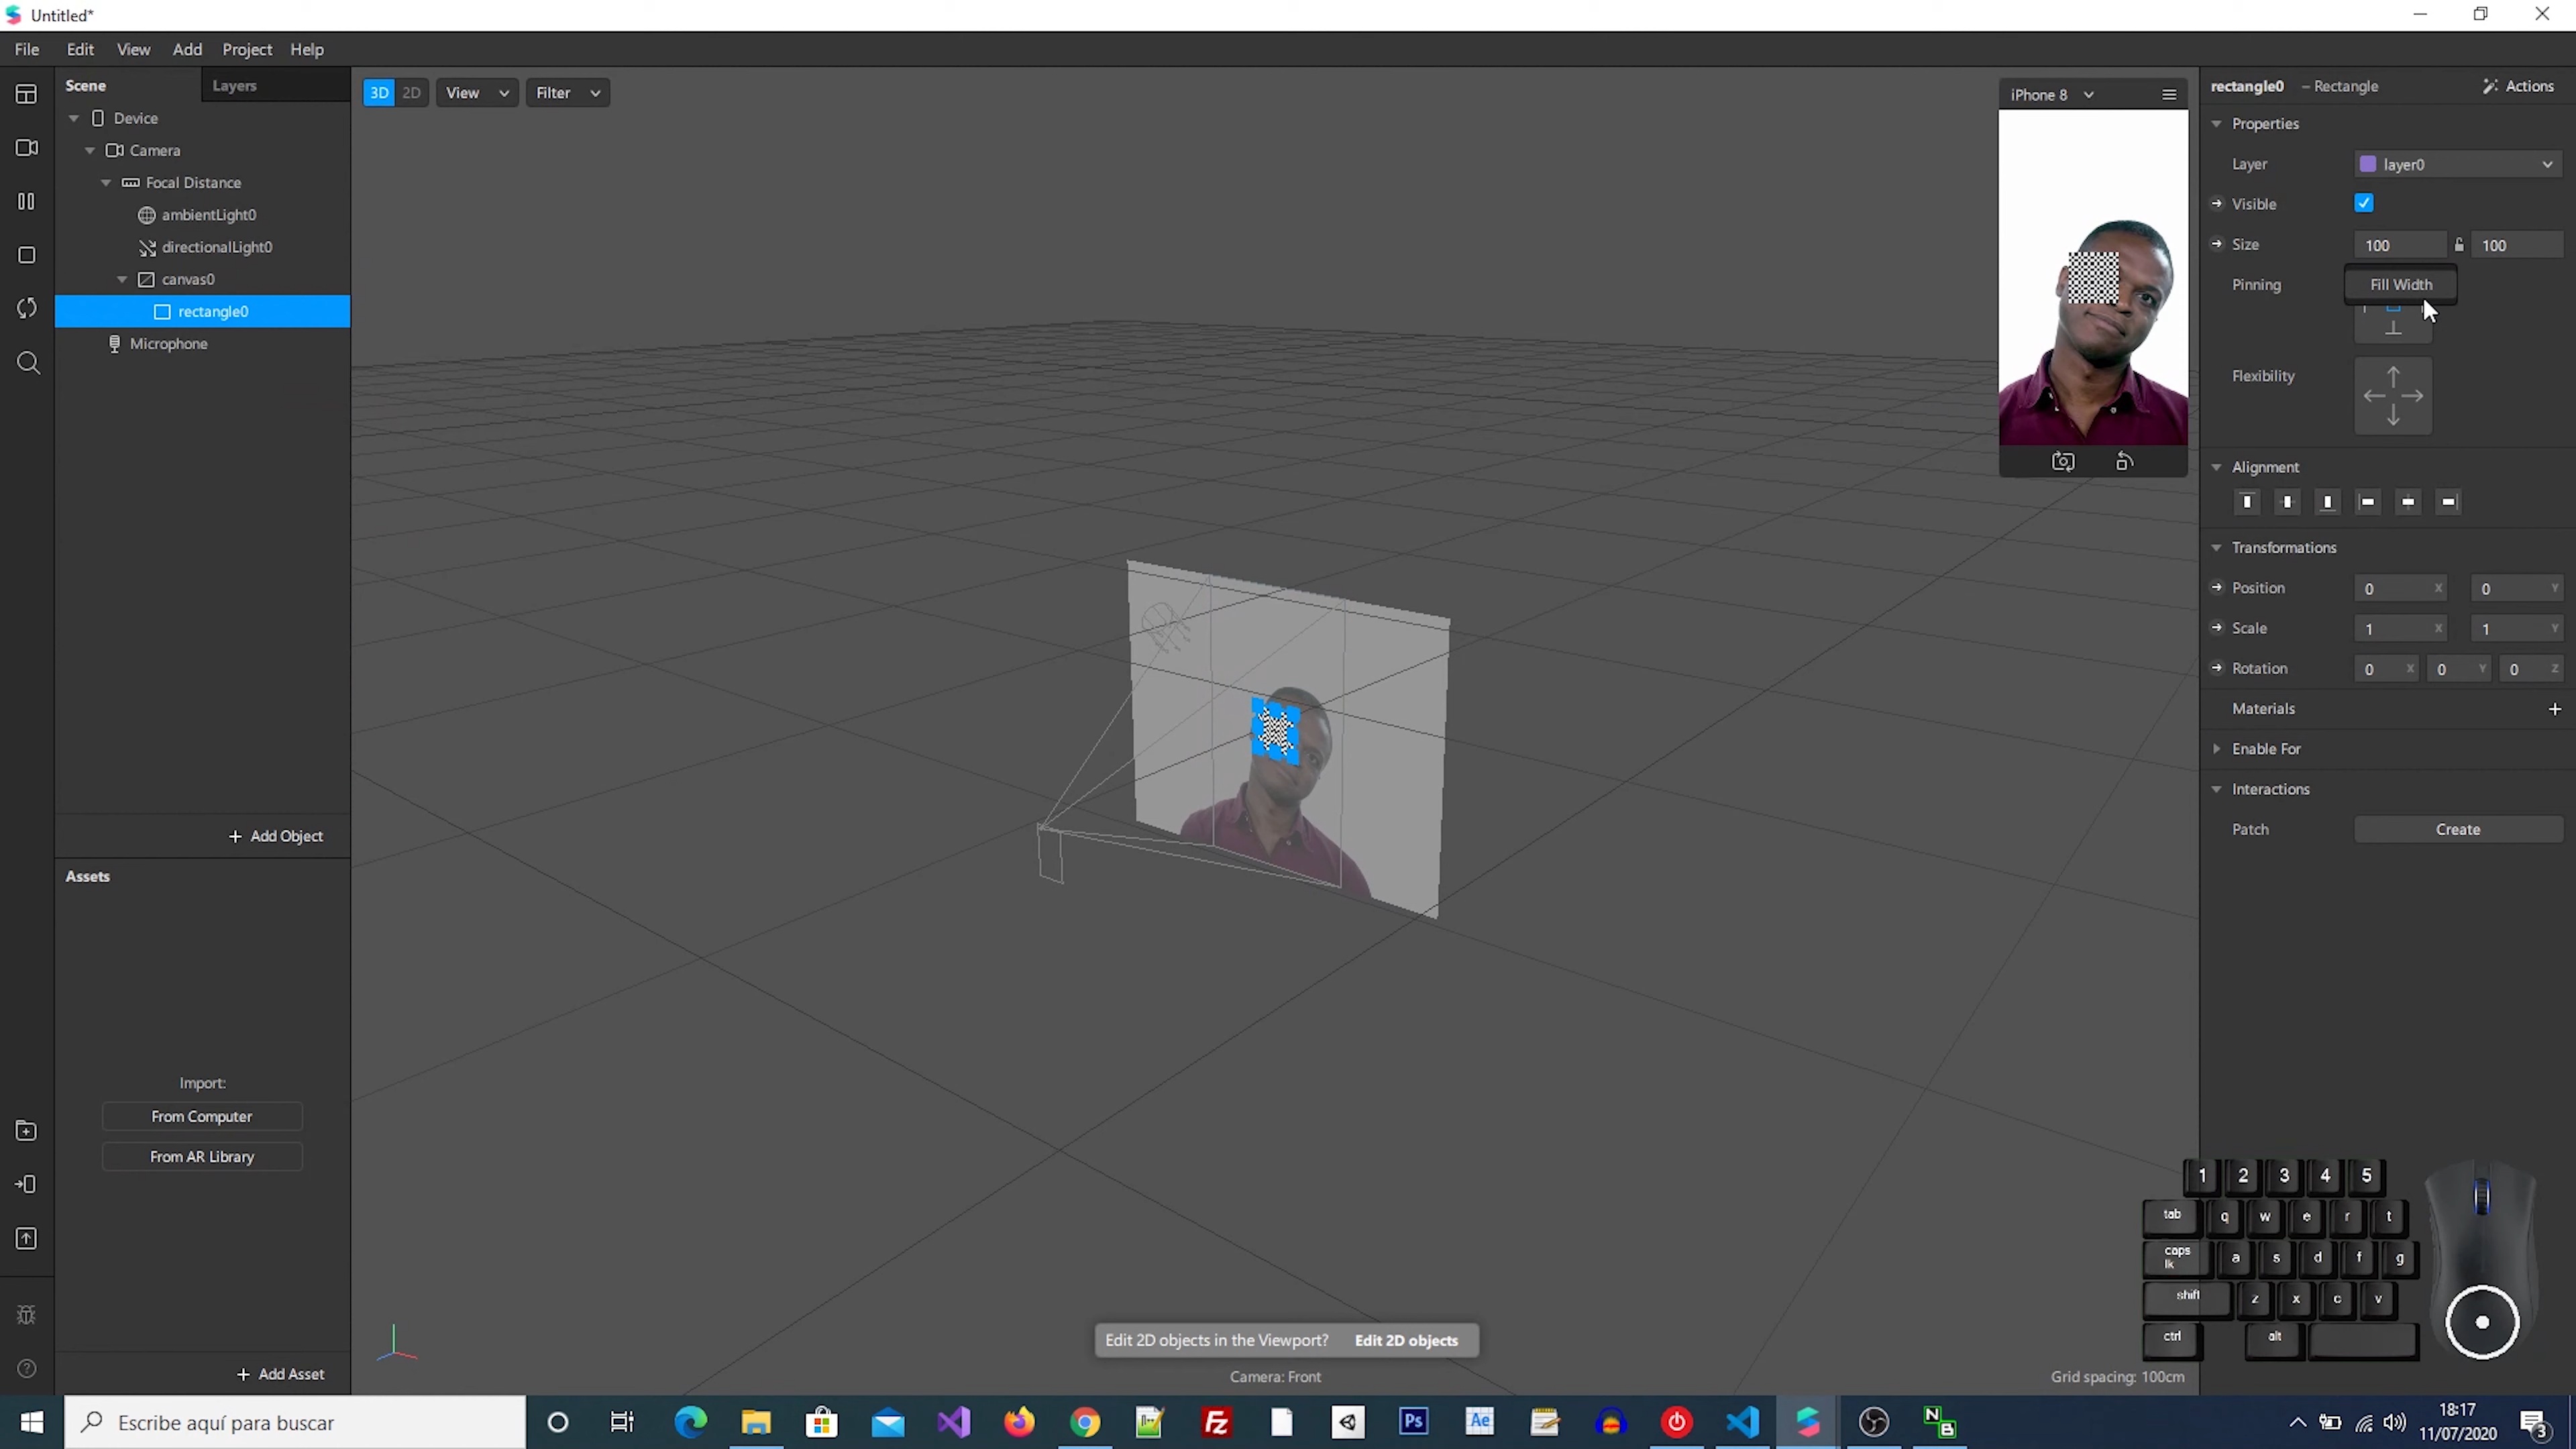 Untitled*
File Edit View Add Project Help
Scene Layers
Device
Camera
Focal Distance
ambientLight0
directionalLight0
canvas0
rectangle0
Microphone
+ Add Object
Assets
Import:
From Computer
From AR Library
+ Add Asset
3D 2D View Filter
iPhone 8
Edit 2D objects in the Viewport? Edit 2D objects
Camera: Front
Grid spacing: 100cm
rectangle0 – Rectangle Actions
Properties
Layer layer0
Visible
Size 100 100
Pinning Fill Width
Flexibility
Alignment
Transformations
Position 0 X 0 Y
Scale 1 X 1 Y
Rotation 0 X 0 Y 0 Z
Materials +
Enable For
Interactions
Patch Create
1 2 3 4 5
tab q w e r t
caps lk a s d f g
shift z x c v
ctrl alt
Escribe aquí para buscar
Fz
Ps
Ae
N
B
18:17
11/07/2020
3